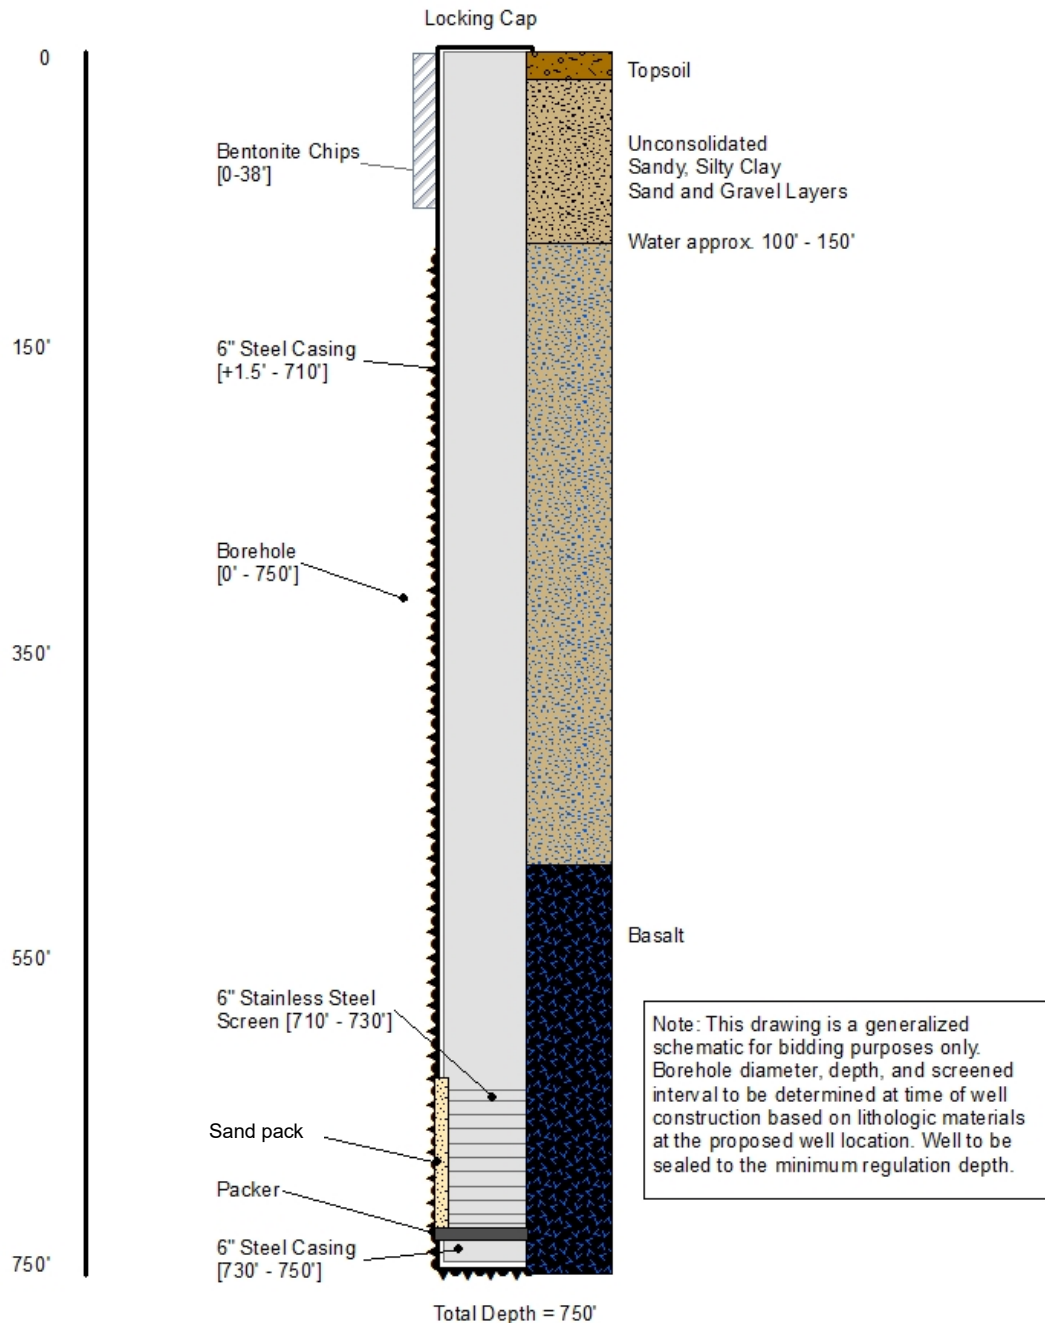 Locking Cap
0
Topsoil
Bentonite Chips
[0-38']
Unconsolidated
Sandy, Silty Clay
Sand and Gravel Layers
Water approx. 100' - 150'
150'
6" Steel Casing
[+1.5' - 710']
Borehole
[0' - 750']
350'
Basalt
550'
6" Stainless Steel
Screen [710' - 730']
Note: This drawing is a generalized
schematic for bidding purposes only.
Borehole diameter, depth, and screened
interval to be determined at time of well
construction based on lithologic materials
at the proposed well location. Well to be
sealed to the minimum regulation depth.
Sand pack
Packer
6" Steel Casing
[730' - 750']
750'
Total Depth = 750'